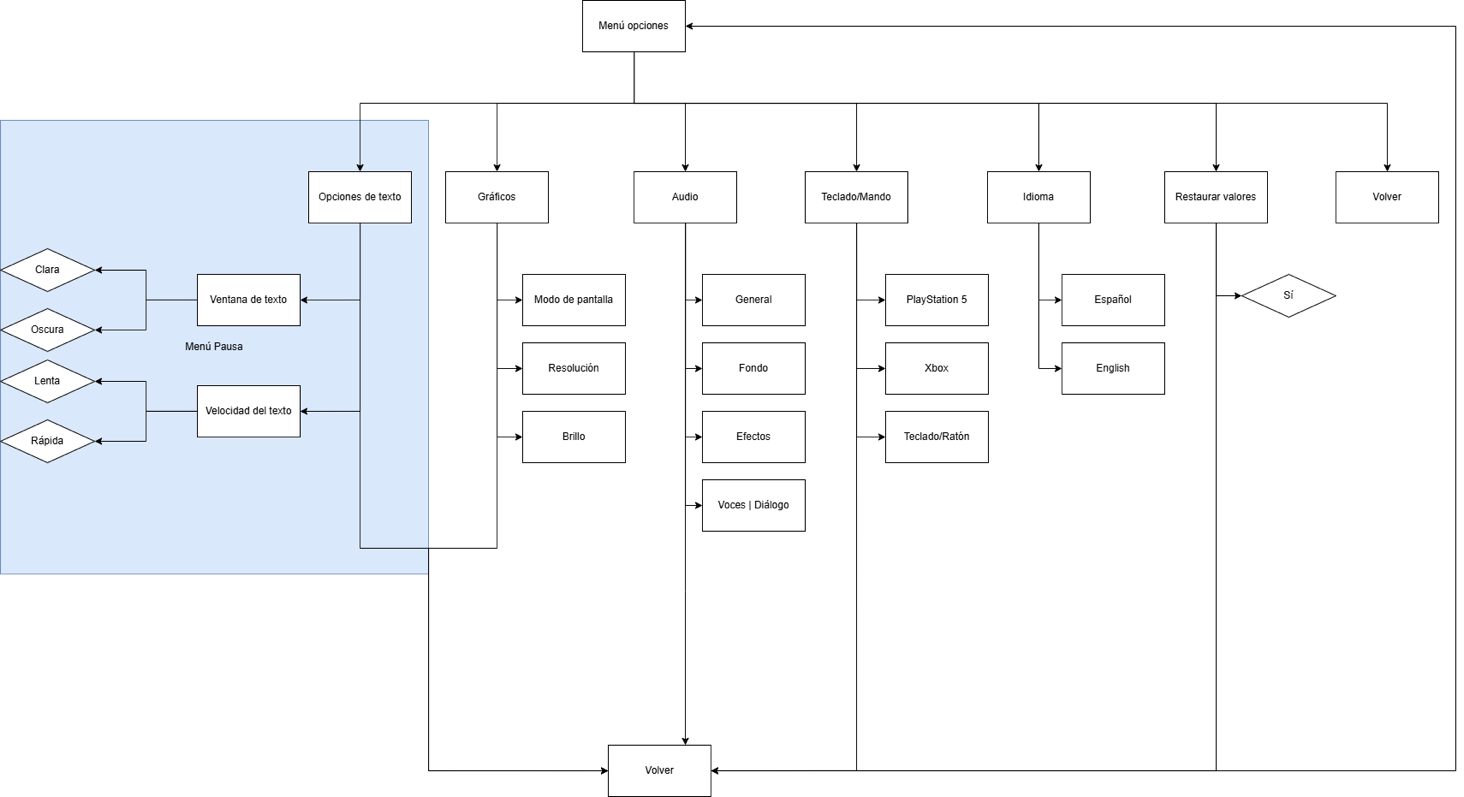 Menú opciones
Opciones de texto
Gráficos
Audio
Teclado/Mando
Idioma
Restaurar valores
Volver
Clara
Ventana de texto
Modo de pantalla
General
PlayStation 5
Español
Sí
Oscura
Menú Pausa
Lenta
Resolución
Fondo
Xbox
English
Velocidad del texto
Rápida
Brillo
Efectos
Teclado/Ratón
Voces | Diálogo
Volver